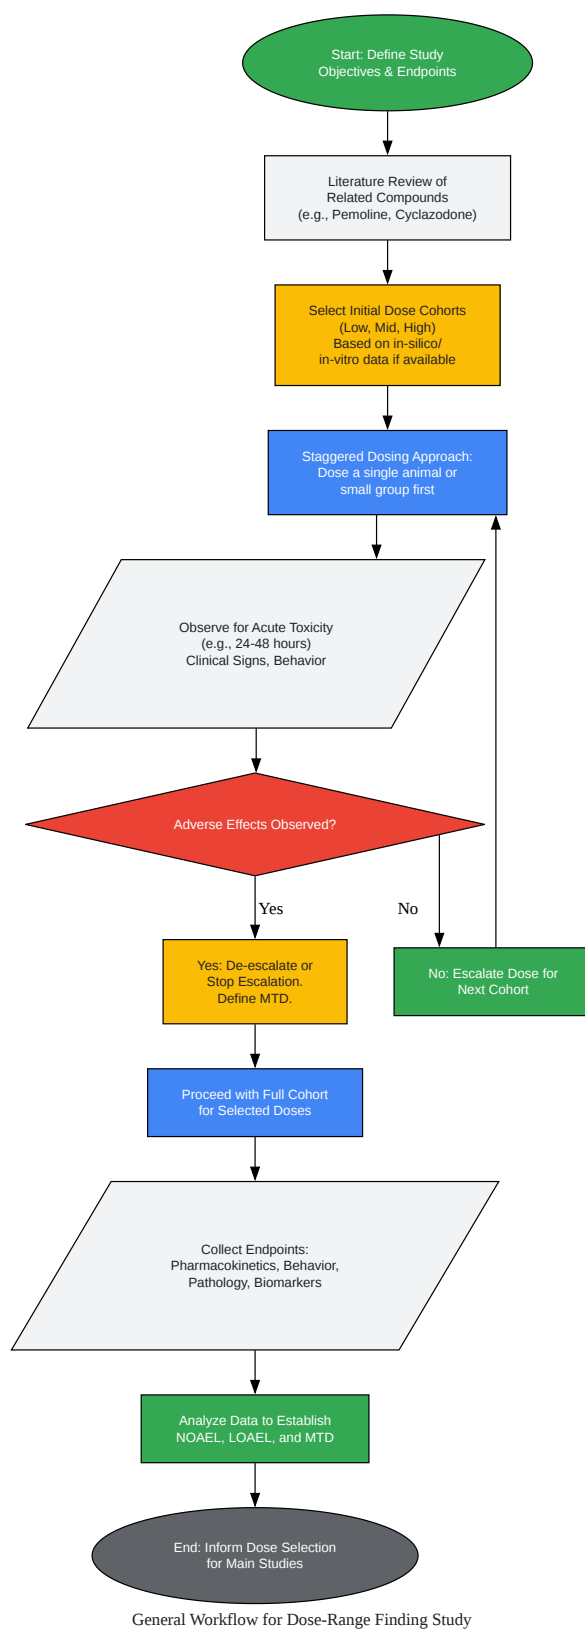 Start: Define Study
Objectives & Endpoints
Literature Review of
Related Compounds
(e.g., Pemoline, Cyclazodone)
Select Initial Dose Cohorts
(Low, Mid, High)
Based on in-silico/
in-vitro data if available
Staggered Dosing Approach:
Dose a single animal or
small group first
Observe for Acute Toxicity
(e.g., 24-48 hours)
Clinical Signs, Behavior
Adverse Effects Observed?
Yes
No
Yes: De-escalate or
Stop Escalation.
Define MTD.
No: Escalate Dose for
Next Cohort
Proceed with Full Cohort
for Selected Doses
Collect Endpoints:
Pharmacokinetics, Behavior,
Pathology, Biomarkers
Analyze Data to Establish
NOAEL, LOAEL, and MTD
End: Inform Dose Selection
for Main Studies
General Workflow for Dose-Range Finding Study